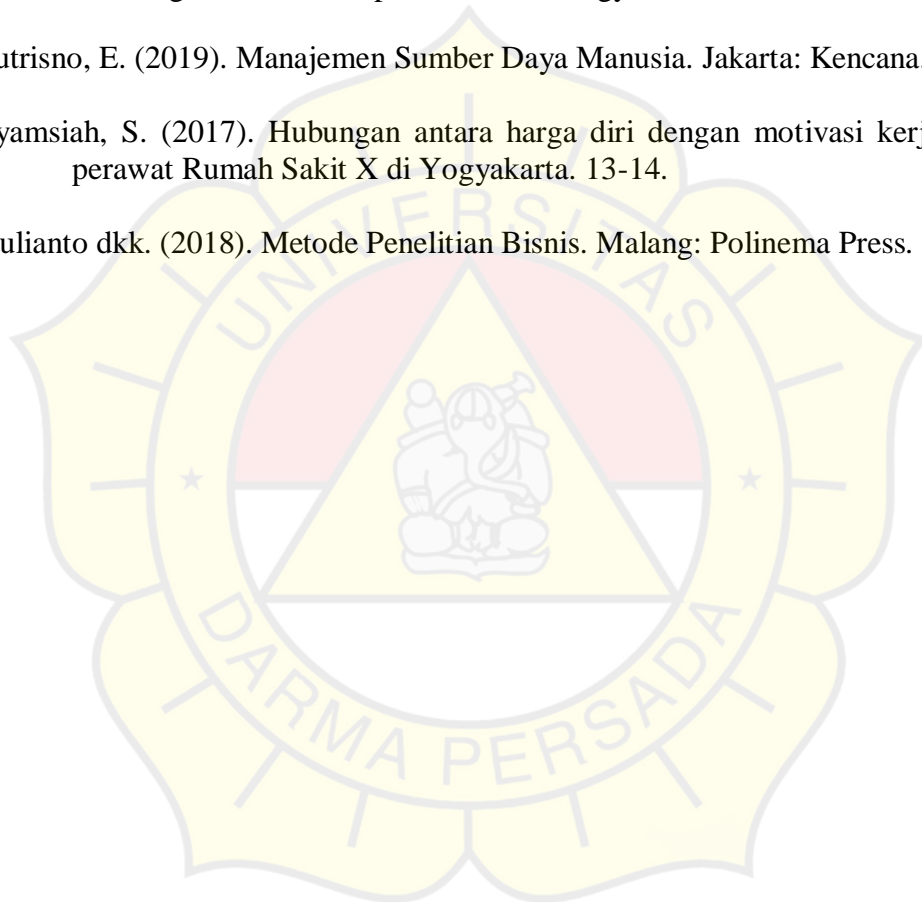 utrisno, E. (2019). Manajemen Sumber Daya Manusia. Jakarta: Kencana.
yamsiah, S. (2017). Hubungan antara harga diri dengan motivasi kerj
perawat Rumah Sakit X di Yogyakarta. 13-14.
ulianto dkk. (2018). Metode Penelitian Bisnis. Malang: Polinema Press.
UNIVERSITAS
DARMA PERSADA